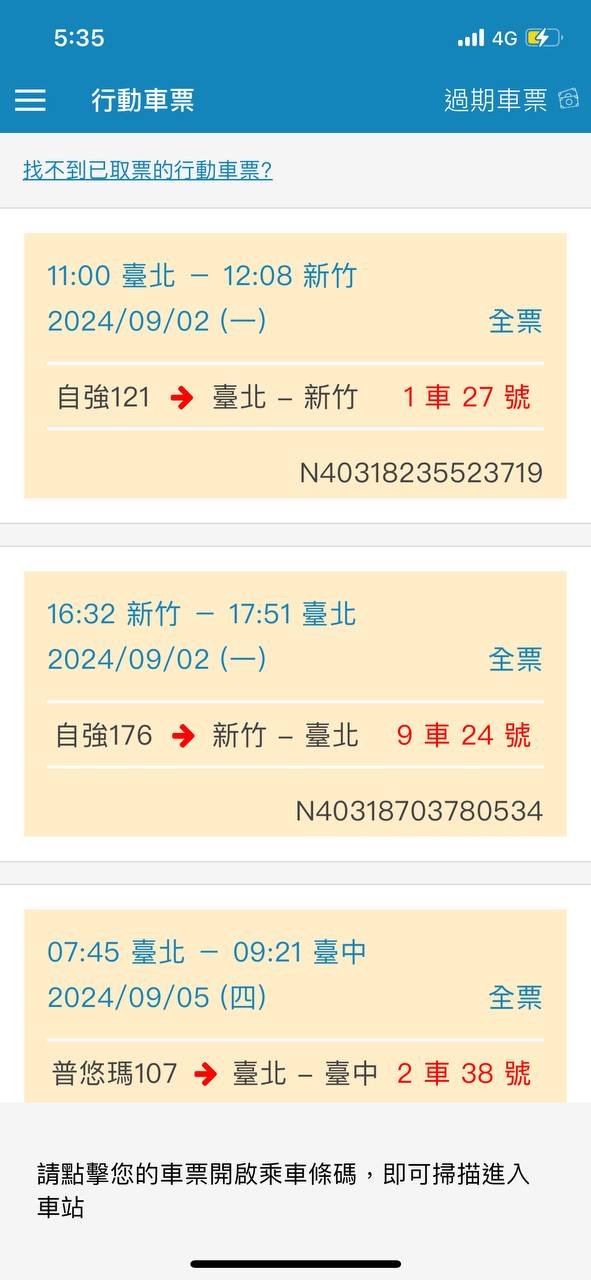 5:35
4G
行動車票
過期車票
找不到已取票的行動車票?
11:00 臺北 – 12:08 新竹
2024/09/02 (一)
全票
自強121 → 臺北 – 新竹 1 車 27 號
N40318235523719
16:32 新竹 – 17:51 臺北
2024/09/02 (一)
全票
自強176 → 新竹 – 臺北 9 車 24 號
N40318703780534
07:45 臺北 – 09:21 臺中
2024/09/05 (四)
全票
普悠瑪107 → 臺北 – 臺中 2 車 38 號
請點擊您的車票開啟乘車條碼，即可掃描進入
車站